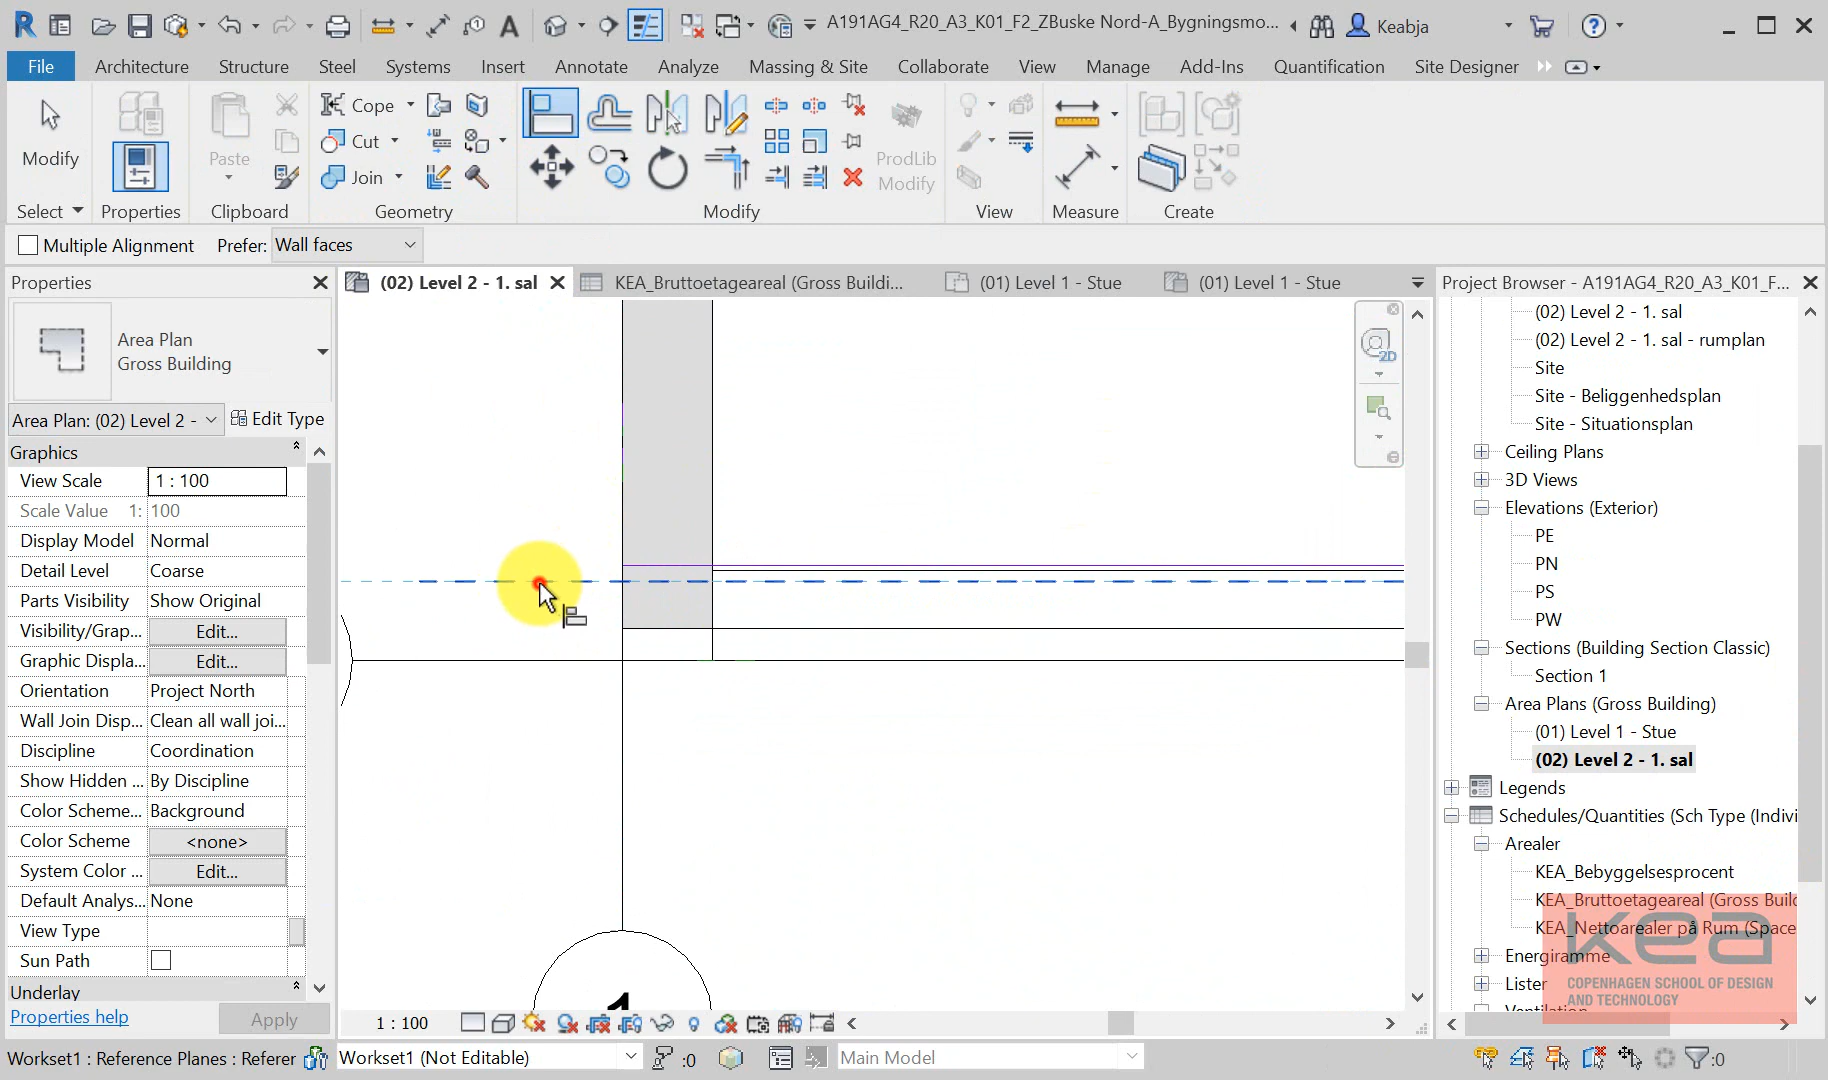 A191AG4_R20_A3_K01_F2_ZBuske Nord-A_Bygningsmo...
Keabja
File Architecture Structure Steel Systems Insert Annotate Analyze Massing & Site Collaborate View Manage Add-Ins Quantification Site Designer
Modify
Paste
Cope
Cut
Join
ProdLib
Modify
Select Properties Clipboard Geometry Modify View Measure Create
Multiple Alignment Prefer: Wall faces
Properties
(02) Level 2 - 1. sal
KEA_Bruttoetageareal (Gross Buildi...
(01) Level 1 - Stue
(01) Level 1 - Stue
Project Browser - A191AG4_R20_A3_K01_F...
Area Plan
Gross Building
Area Plan: (02) Level 2 -
Edit Type
Graphics
View Scale 1 : 100
Scale Value 1: 100
Display Model Normal
Detail Level Coarse
Parts Visibility Show Original
Visibility/Grap... Edit...
Graphic Displa... Edit...
Orientation Project North
Wall Join Disp... Clean all wall joi...
Discipline Coordination
Show Hidden ... By Discipline
Color Scheme... Background
Color Scheme <none>
System Color ... Edit...
Default Analys... None
View Type
Sun Path
Underlay
Properties help
Apply
2D
1
(02) Level 2 - 1. sal
(02) Level 2 - 1. sal - rumplan
Site
Site - Beliggenhedsplan
Site - Situationsplan
Ceiling Plans
3D Views
Elevations (Exterior)
PE
PN
PS
PW
Sections (Building Section Classic)
Section 1
Area Plans (Gross Building)
(01) Level 1 - Stue
(02) Level 2 - 1. sal
Legends
Schedules/Quantities (Sch Type (Indivi
Arealer
KEA_Bebyggelsesprocent
KEA_Bruttoetageareal (Gross Build
KEA_Nettoarealer på Rum (Space
Energiramme
Lister
Ventilation
kea
COPENHAGEN SCHOOL OF DESIGN
AND TECHNOLOGY
1 : 100
Workset1 : Reference Planes : Referer
Workset1 (Not Editable)
:0
Main Model
:0